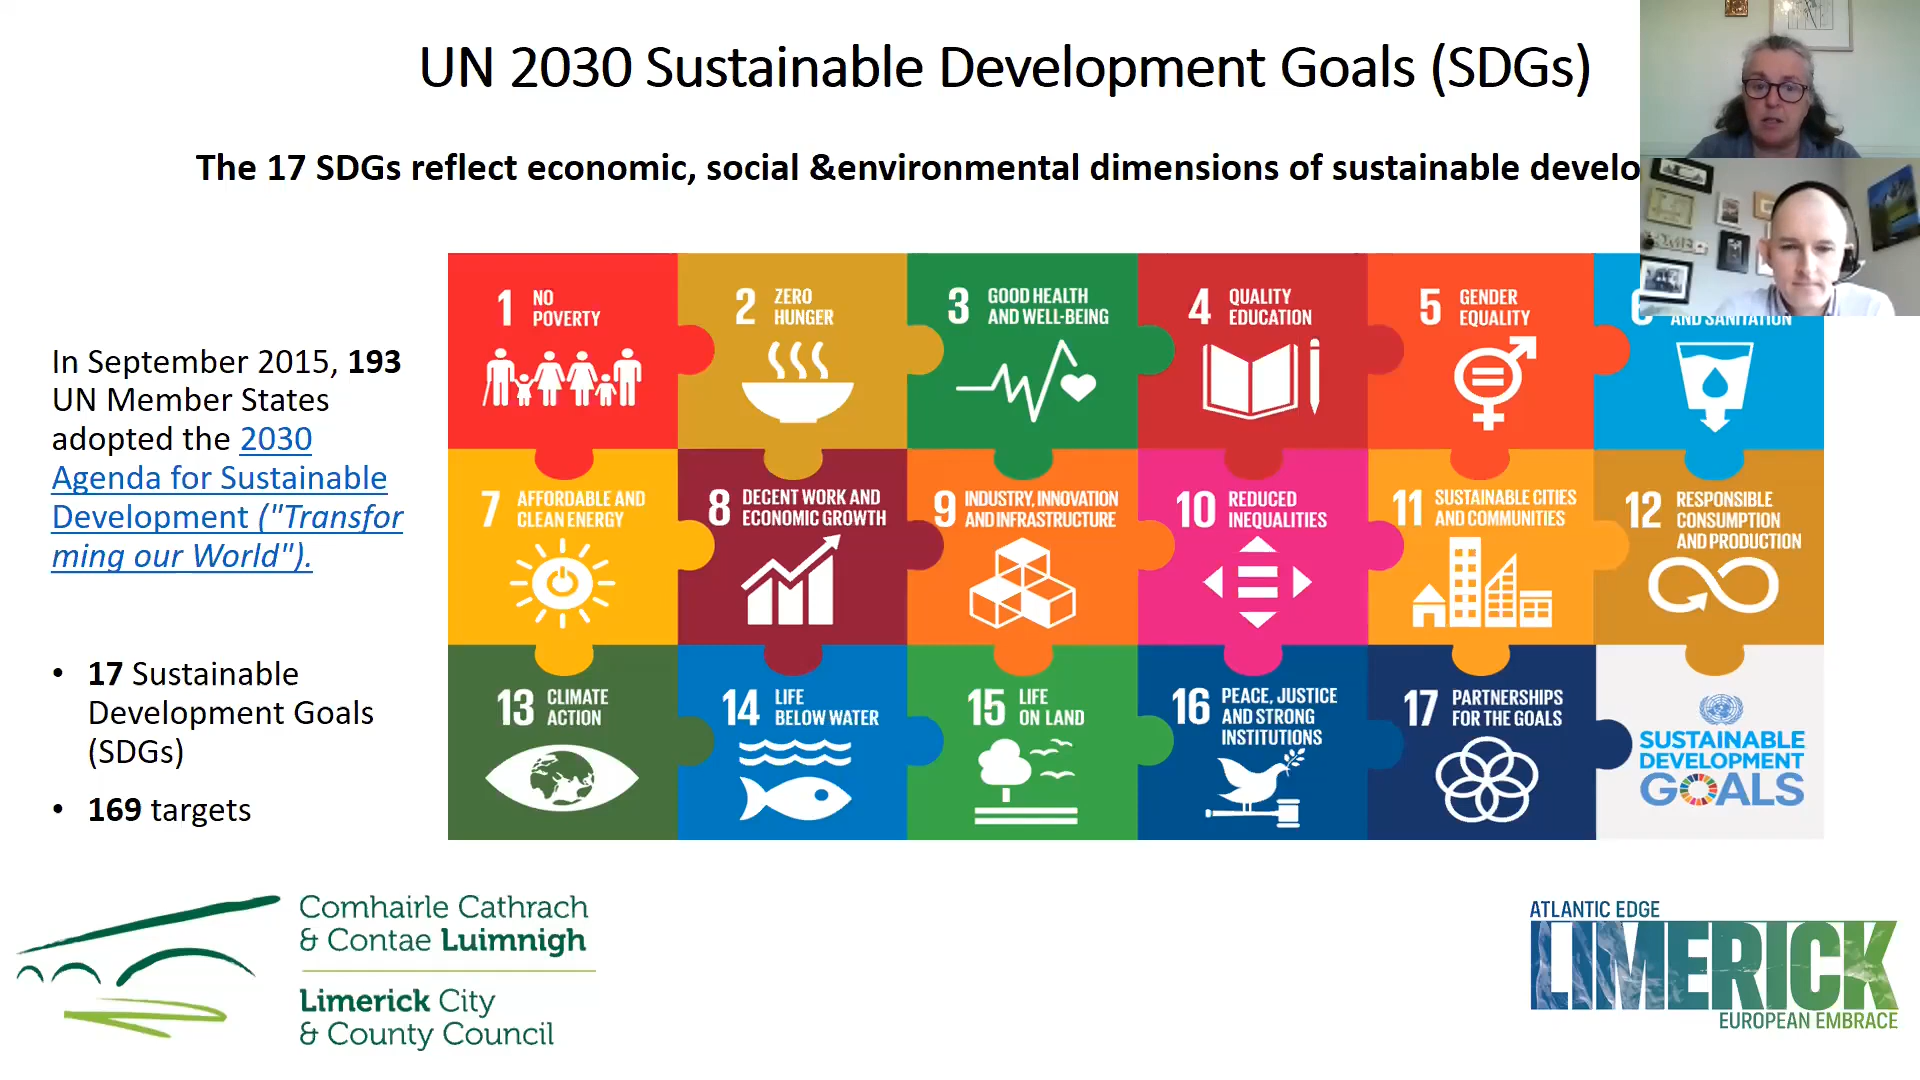 UN 2030 Sustainable Development Goals (SDGs)
The 17 SDGs reflect economic, social &environmental dimensions of sustainable develo
In September 2015, 193
UN Member States
adopted the 2030
Agenda for Sustainable
Development ("Transfor
ming our World").
• 17 Sustainable
Development Goals
(SDGs)
• 169 targets
1 NO
POVERTY
2 ZERO
HUNGER
3 GOOD HEALTH
AND WELL-BEING
4 QUALITY
EDUCATION
5 GENDER
EQUALITY
AND SANITATION
7 AFFORDABLE AND
CLEAN ENERGY
8 DECENT WORK AND
ECONOMIC GROWTH
9 INDUSTRY, INNOVATION
AND INFRASTRUCTURE
10 REDUCED
INEQUALITIES
11 SUSTAINABLE CITIES
AND COMMUNITIES
12 RESPONSIBLE
CONSUMPTION
AND PRODUCTION
13 CLIMATE
ACTION
14 LIFE
BELOW WATER
15 LIFE
ON LAND
16 PEACE, JUSTICE
AND STRONG
INSTITUTIONS
17 PARTNERSHIPS
FOR THE GOALS
SUSTAINABLE
DEVELOPMENT
GOALS
Comhairle Cathrach
& Contae Luimnigh
Limerick City
& County Council
ATLANTIC EDGE
LIMERICK
EUROPEAN EMBRACE